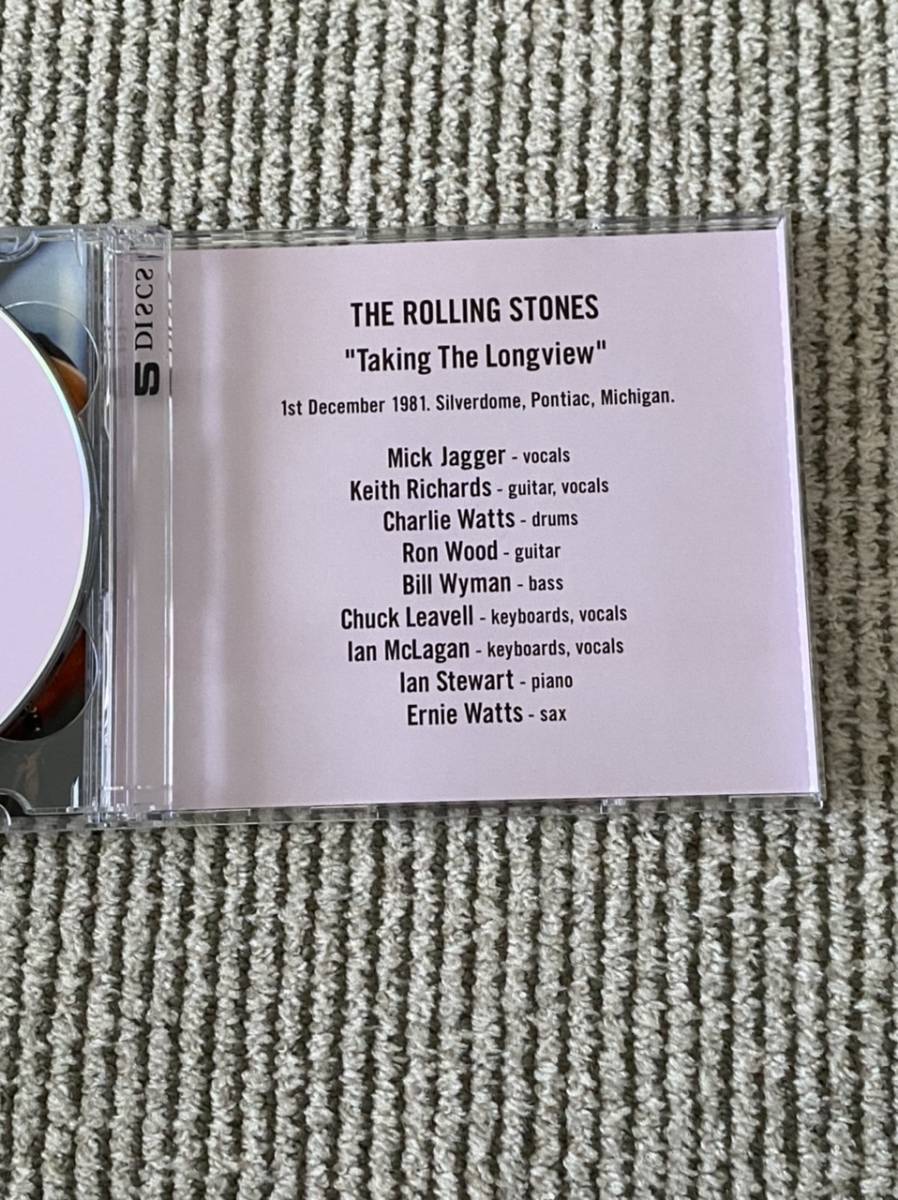 2 DISCS
THE ROLLING STONES
"Taking The Longview"
1st December 1981. Silverdome, Pontiac, Michigan.
Mick Jagger - vocals
Keith Richards - guitar, vocals
Charlie Watts - drums
Ron Wood - guitar
Bill Wyman - bass
Chuck Leavell - keyboards, vocals
Ian McLagan - keyboards, vocals
Ian Stewart - piano
Ernie Watts - sax